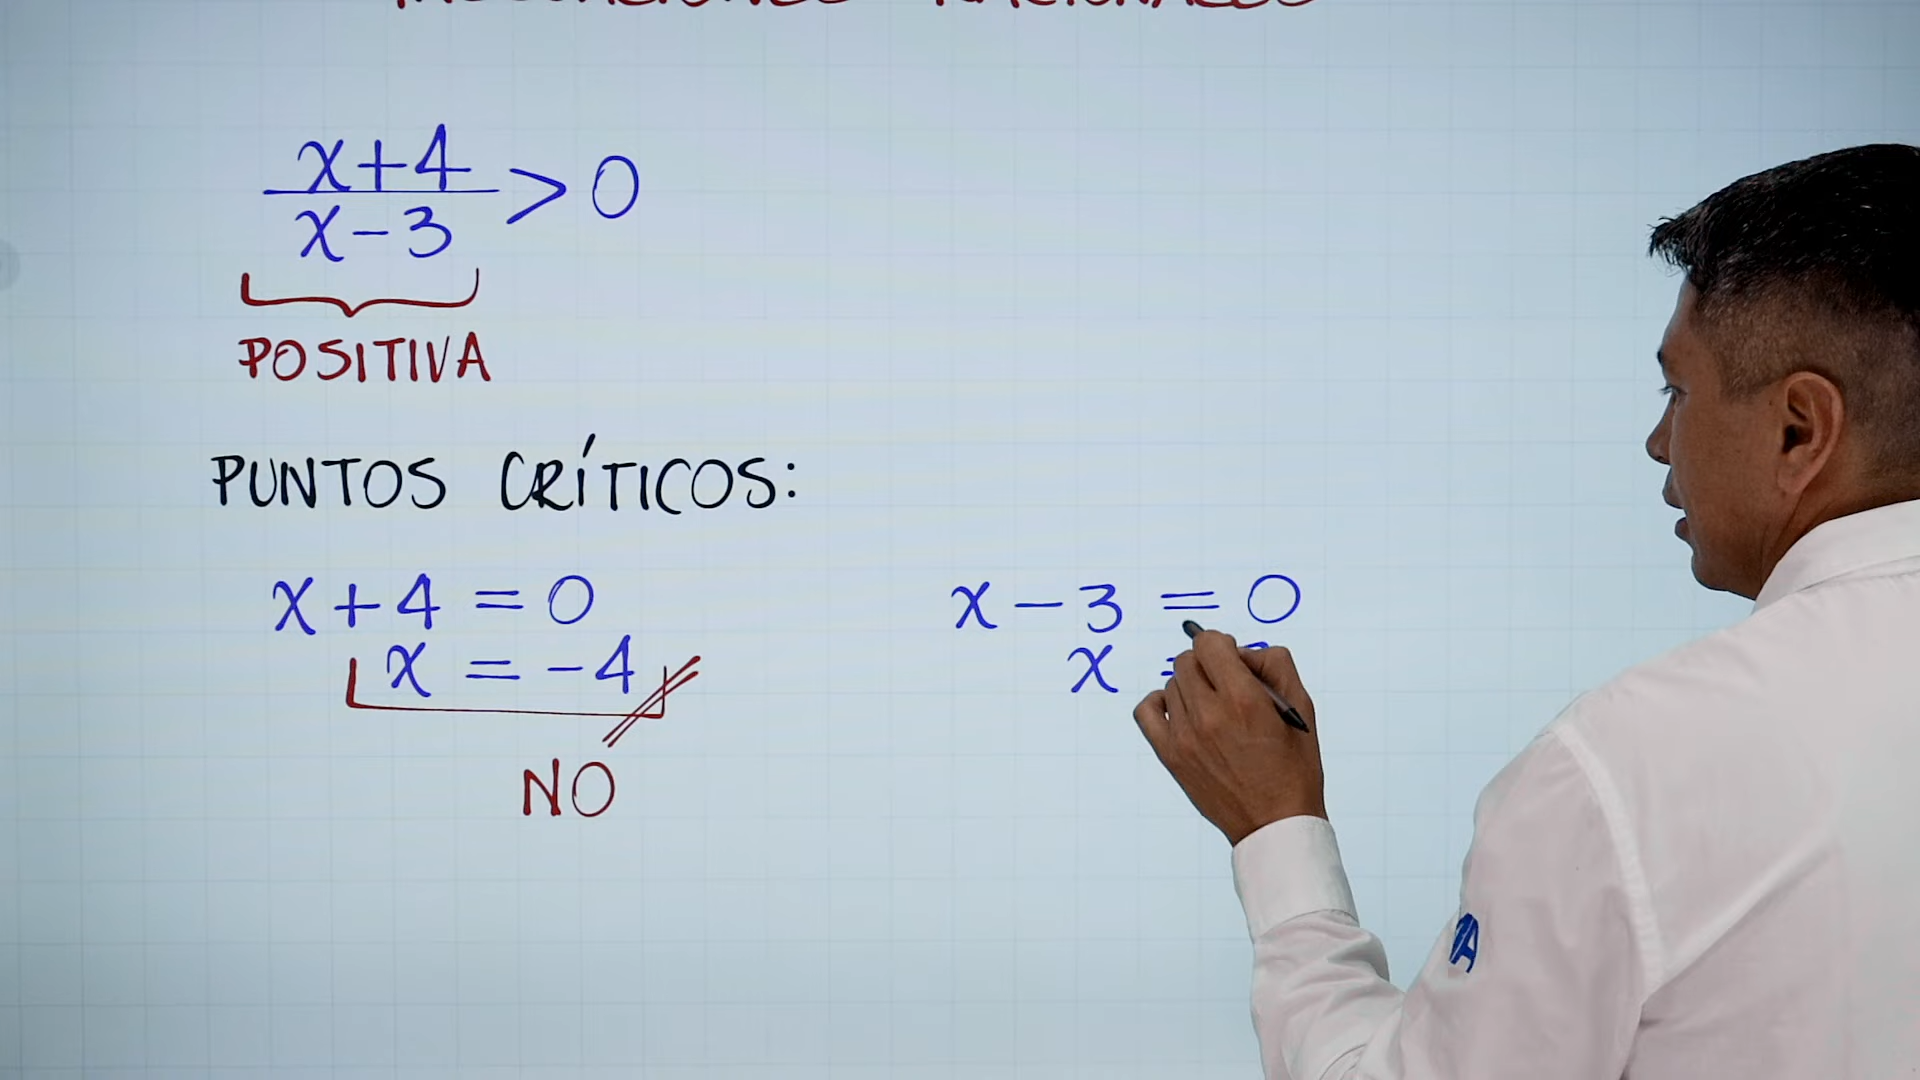 x+4
x-3 > 0
POSITIVA
PUNTOS CRÍTICOS:
x + 4 = 0
x = -4
NO
x - 3 = 0
x =